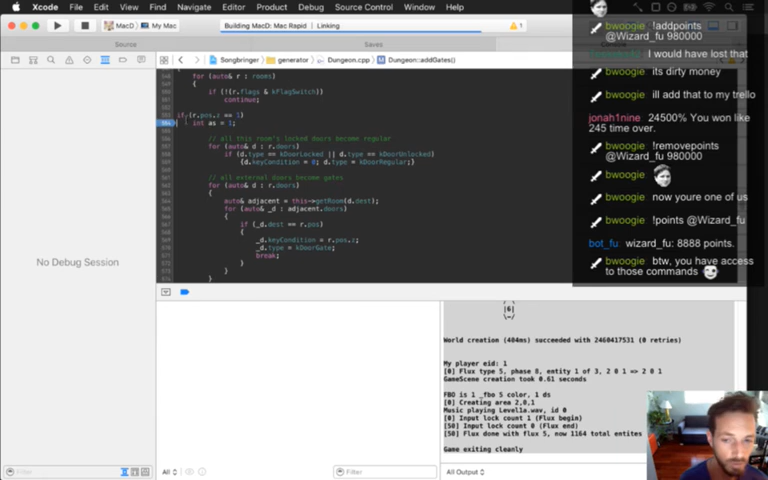 Xcode File Edit View Find Navigate Editor Product Debug Source Control Window Help
MacD My Mac
Building MacD: Mac Rapid Linking
1
Source
Saves
Songbringer generator Dungeon.cpp Dungeon::addGates()
for (auto& r : rooms)
{
if (!(r.flags & kFlagSwitch))
continue;
if (r.pos.z == 1)
int as = 1;
// all this room's locked doors become regular
for (auto& d : r.doors)
if (d.type == kDoorLocked || d.type == kDoorUnlocked)
{d.keyCondition = 0; d.type = kDoorRegular;}
// all external doors become gates
for (auto& d : r.doors)
{
auto& adjacent = this->getRoom(d.dest);
for (auto& _d : adjacent.doors)
{
if (_d.dest == r.pos)
{
_d.keyCondition = r.pos.z;
_d.type = kDoorGate;
break;
}
}
}
No Debug Session
|6|
World creation (404ms) succeeded with 2460417531 (0 retries)
My player eid: 1
[0] Flux type 5, phase 8, entity 1 of 3, 2 0 1 => 2 0 1
GameScene creation took 0.61 seconds
FBO is 1 _fbo 5 color, 1 ds
[0] Creating area 2,0,1
Music playing Level1a.wav, id 0
[0] Input lock count 1 (Flux begin)
[50] Input lock count 0 (Flux end)
[50] Flux done with flux 5, now 1164 total entites
Game exiting cleanly
Filter
All
Filter
All Output
bwoogie: !addpoints
@Wizard_fu 980000
I would have lost that
bwoogie: its dirty money
bwoogie: ill add that to my trello
jonah1nine: 24500% You won like
245 time over.
bwoogie: !removepoints
@Wizard_fu 980000
bwoogie:
bwoogie: now youre one of us
bwoogie: !points @Wizard_fu
bot_fu: wizard_fu: 8888 points.
bwoogie: btw, you have access
to those commands